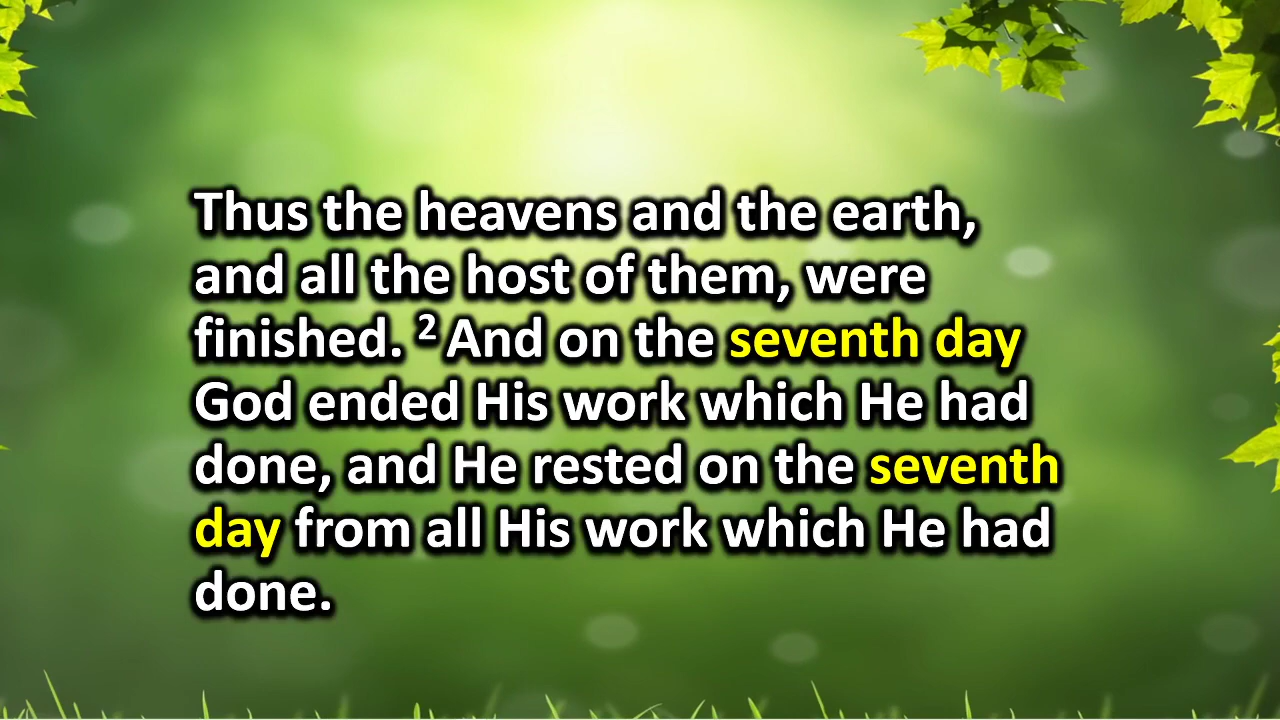 Thus the heavens and the earth,
and all the host of them, were
finished. ² And on the seventh day
God ended His work which He had
done, and He rested on the seventh
day from all His work which He had
done.